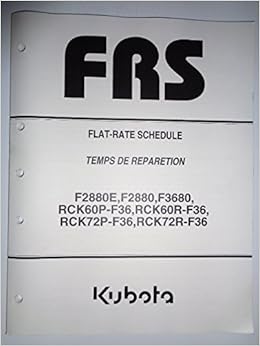 FRS
FLAT-RATE SCHEDULE
TEMPS DE REPARETION
F2880E,F2880,F3680,
RCK60P-F36,RCK60R-F36,
RCK72P-F36,RCK72R-F36
Kubota